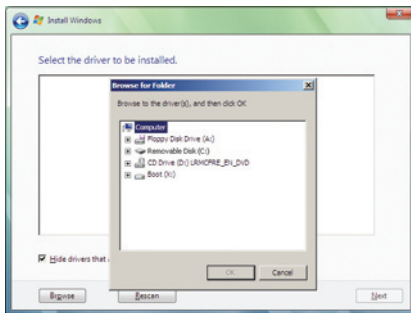 Install Windows
Select the driver to be installed.
Browse for Folder
Browse to the driver(s), and then click OK
Computer
Floppy Disk Drive (A:)
Removable Disk (C:)
CD Drive (D:) LRMCFRE_EN_DVD
Boot (X:)
Hide drivers that
OK
Cancel
Browse
Rescan
Next